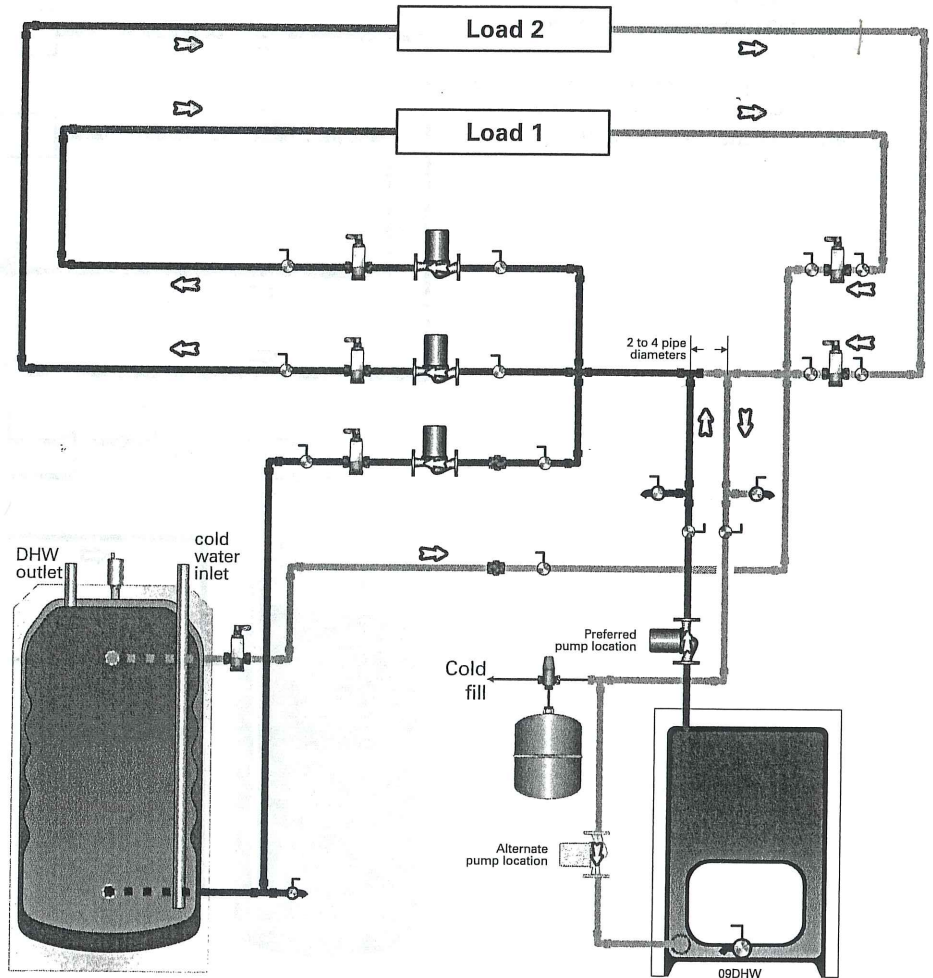 Load 2
Load 1
2 to 4 pipe
diameters
DHW
outlet
cold
water
inlet
Preferred
pump location
Cold
fill
Alternate
pump location
09DHW